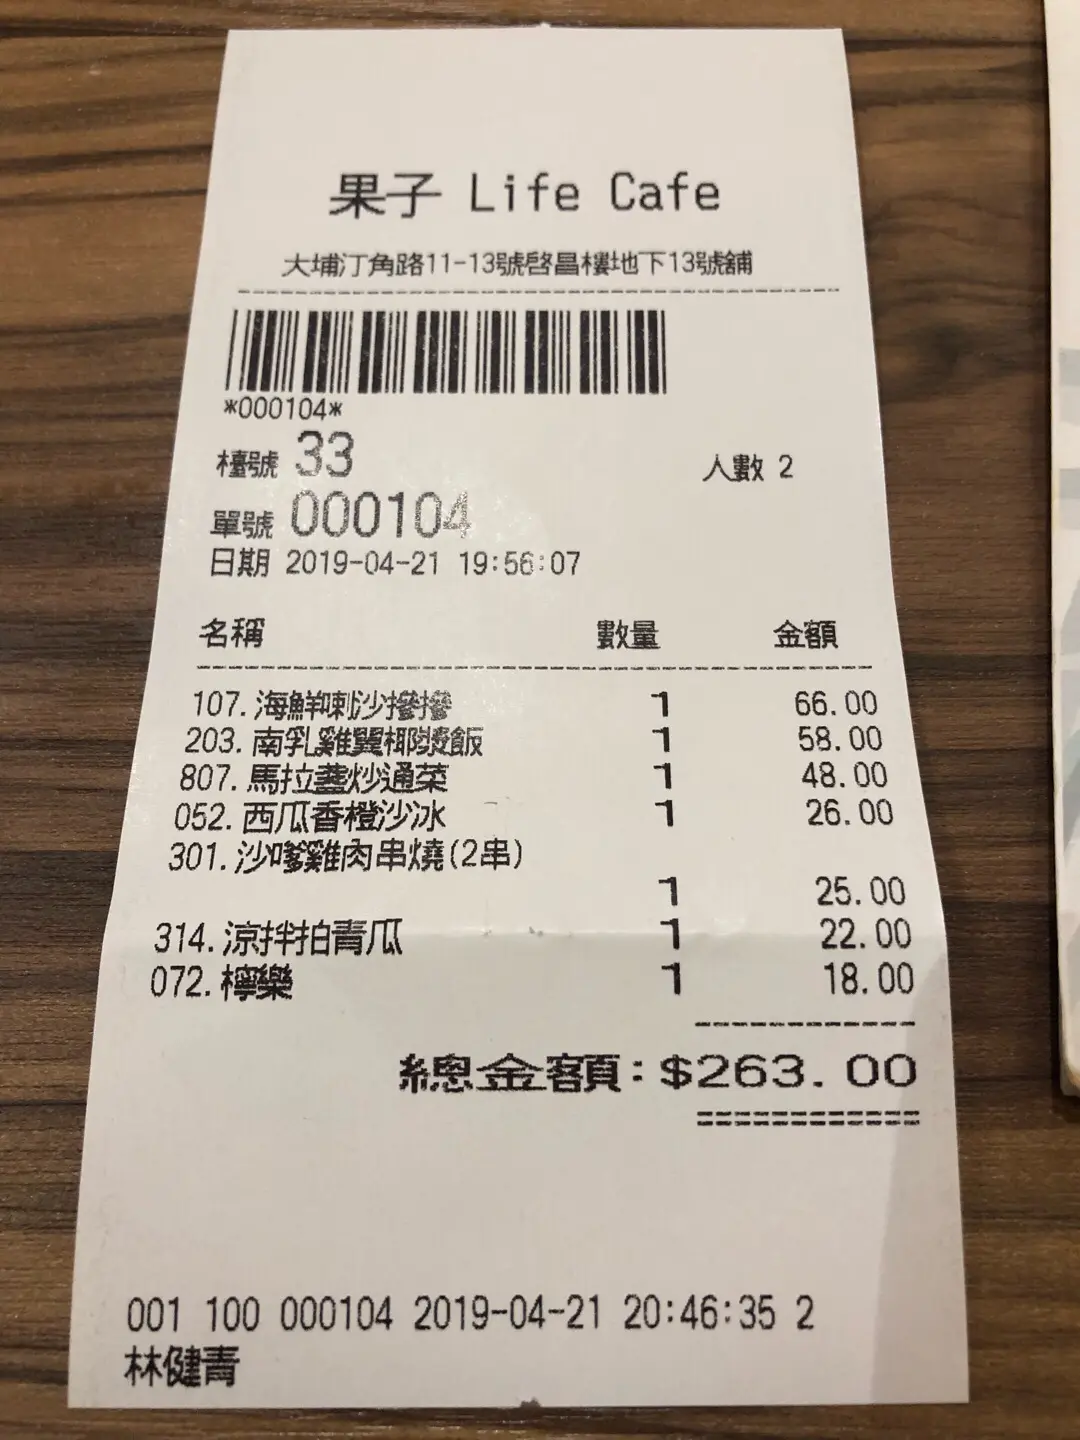 果子 Life Cafe
大埔汀角路11-13號啓昌樓地下13號舖
*000104*
檯號 33 人數 2
單號 000104
日期 2019-04-21 19:56:07
名稱 數量 金額
107. 海鮮喇沙摻摻 1 66.00
203. 南乳雞翼椰漿飯 1 58.00
807. 馬拉盞炒通菜 1 48.00
052. 西瓜香橙沙冰 1 26.00
301. 沙嗲雞肉串燒(2串)
1 25.00
314. 涼拌拍青瓜 1 22.00
072. 檸樂 1 18.00
總金額:$263.00
001 100 000104 2019-04-21 20:46:35 2
林健青